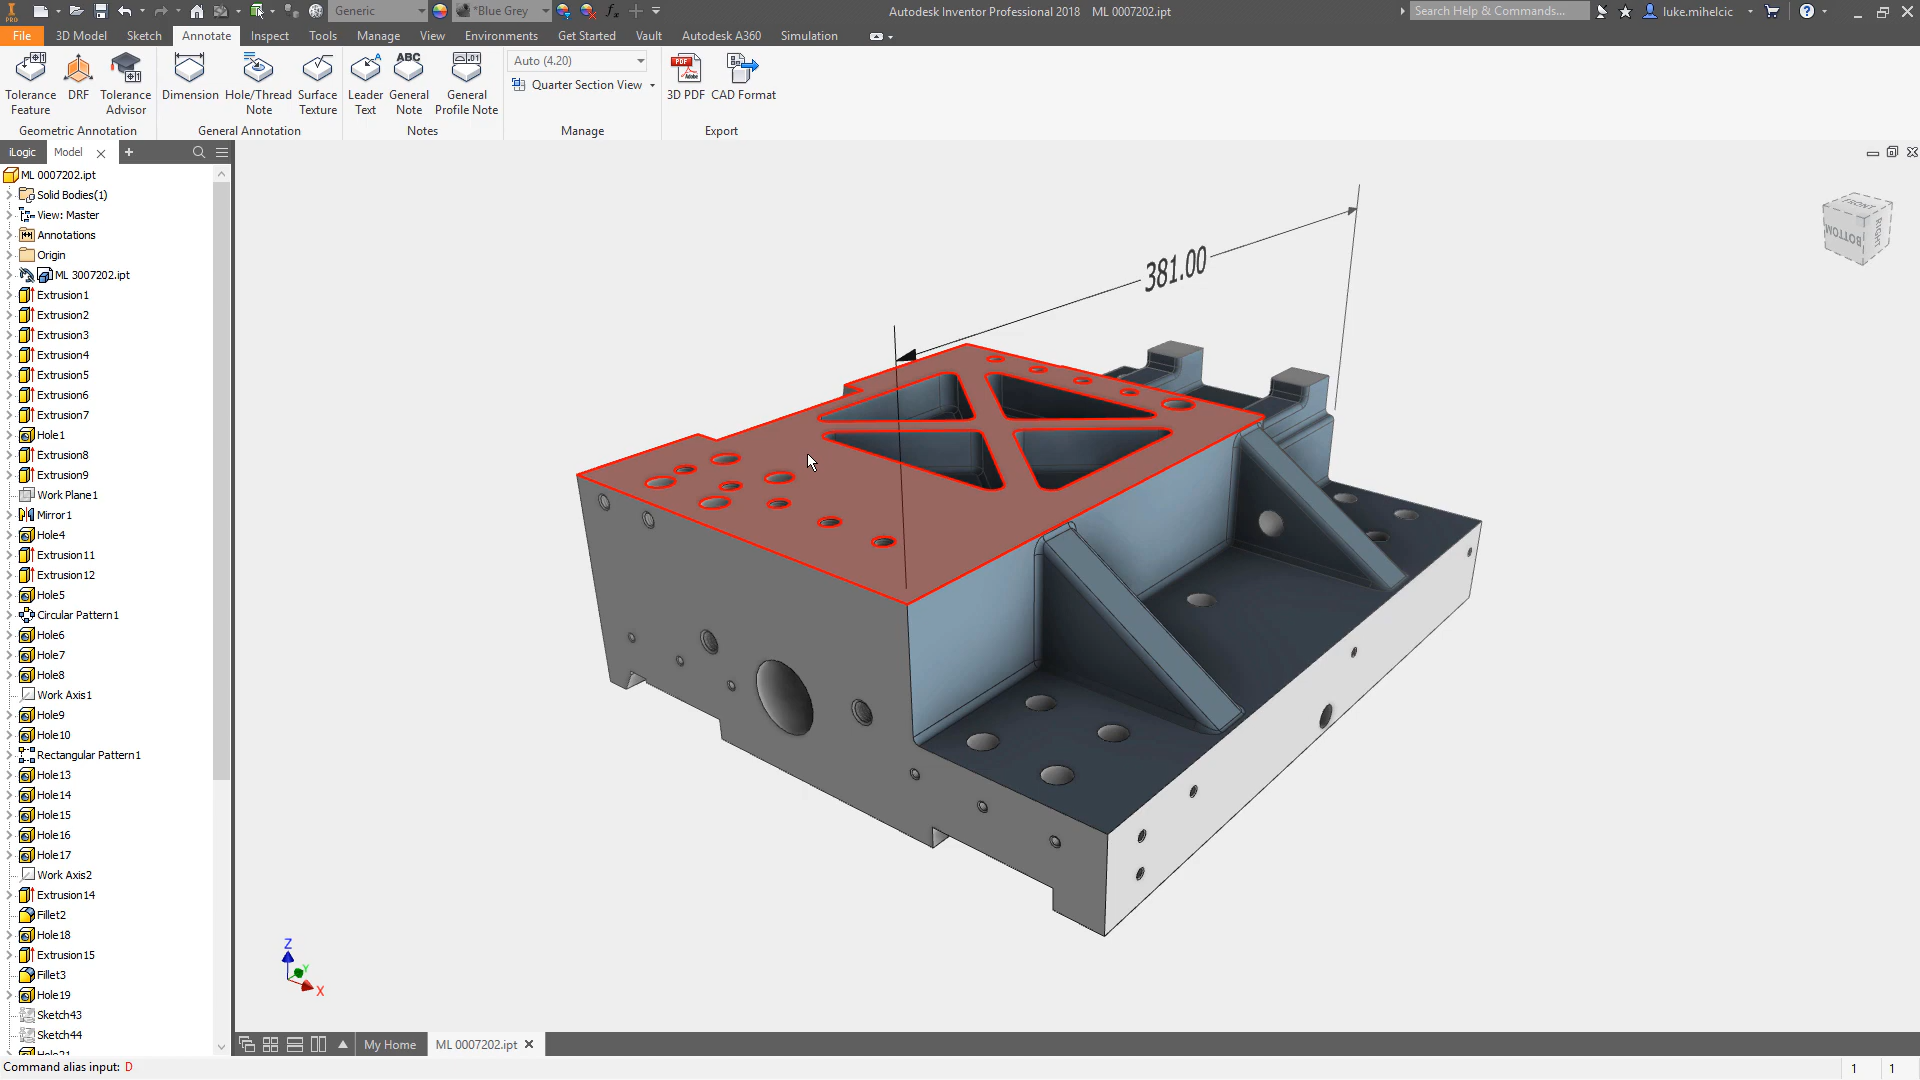 Generic
*Blue Grey
Autodesk Inventor Professional 2018 ML 0007202.ipt
Search Help & Commands...
luke.mihelcic
File 3D Model Sketch Annotate Inspect Tools Manage View Environments Get Started Vault Autodesk A360 Simulation
Tolerance Feature
DRF
Tolerance Advisor
Dimension
Hole/Thread Note
Surface Texture
Leader Text
General Note
General Profile Note
Auto (4.20)
Quarter Section View
3D PDF
CAD Format
Geometric Annotation
General Annotation
Notes
Manage
Export
iLogic Model
ML 0007202.ipt
Solid Bodies(1)
View: Master
Annotations
Origin
ML 3007202.ipt
Extrusion1
Extrusion2
Extrusion3
Extrusion4
Extrusion5
Extrusion6
Extrusion7
Hole1
Extrusion8
Extrusion9
Work Plane1
Mirror1
Hole4
Extrusion11
Extrusion12
Hole5
Circular Pattern1
Hole6
Hole7
Hole8
Work Axis1
Hole9
Hole10
Rectangular Pattern1
Hole13
Hole14
Hole15
Hole16
Hole17
Work Axis2
Extrusion14
Fillet2
Hole18
Extrusion15
Fillet3
Hole19
Sketch43
Sketch44
Hole21
381.00
FRONT
BOTTOM
RIGHT
Z
Y
X
My Home
ML 0007202.ipt
Command alias input: D
1 1